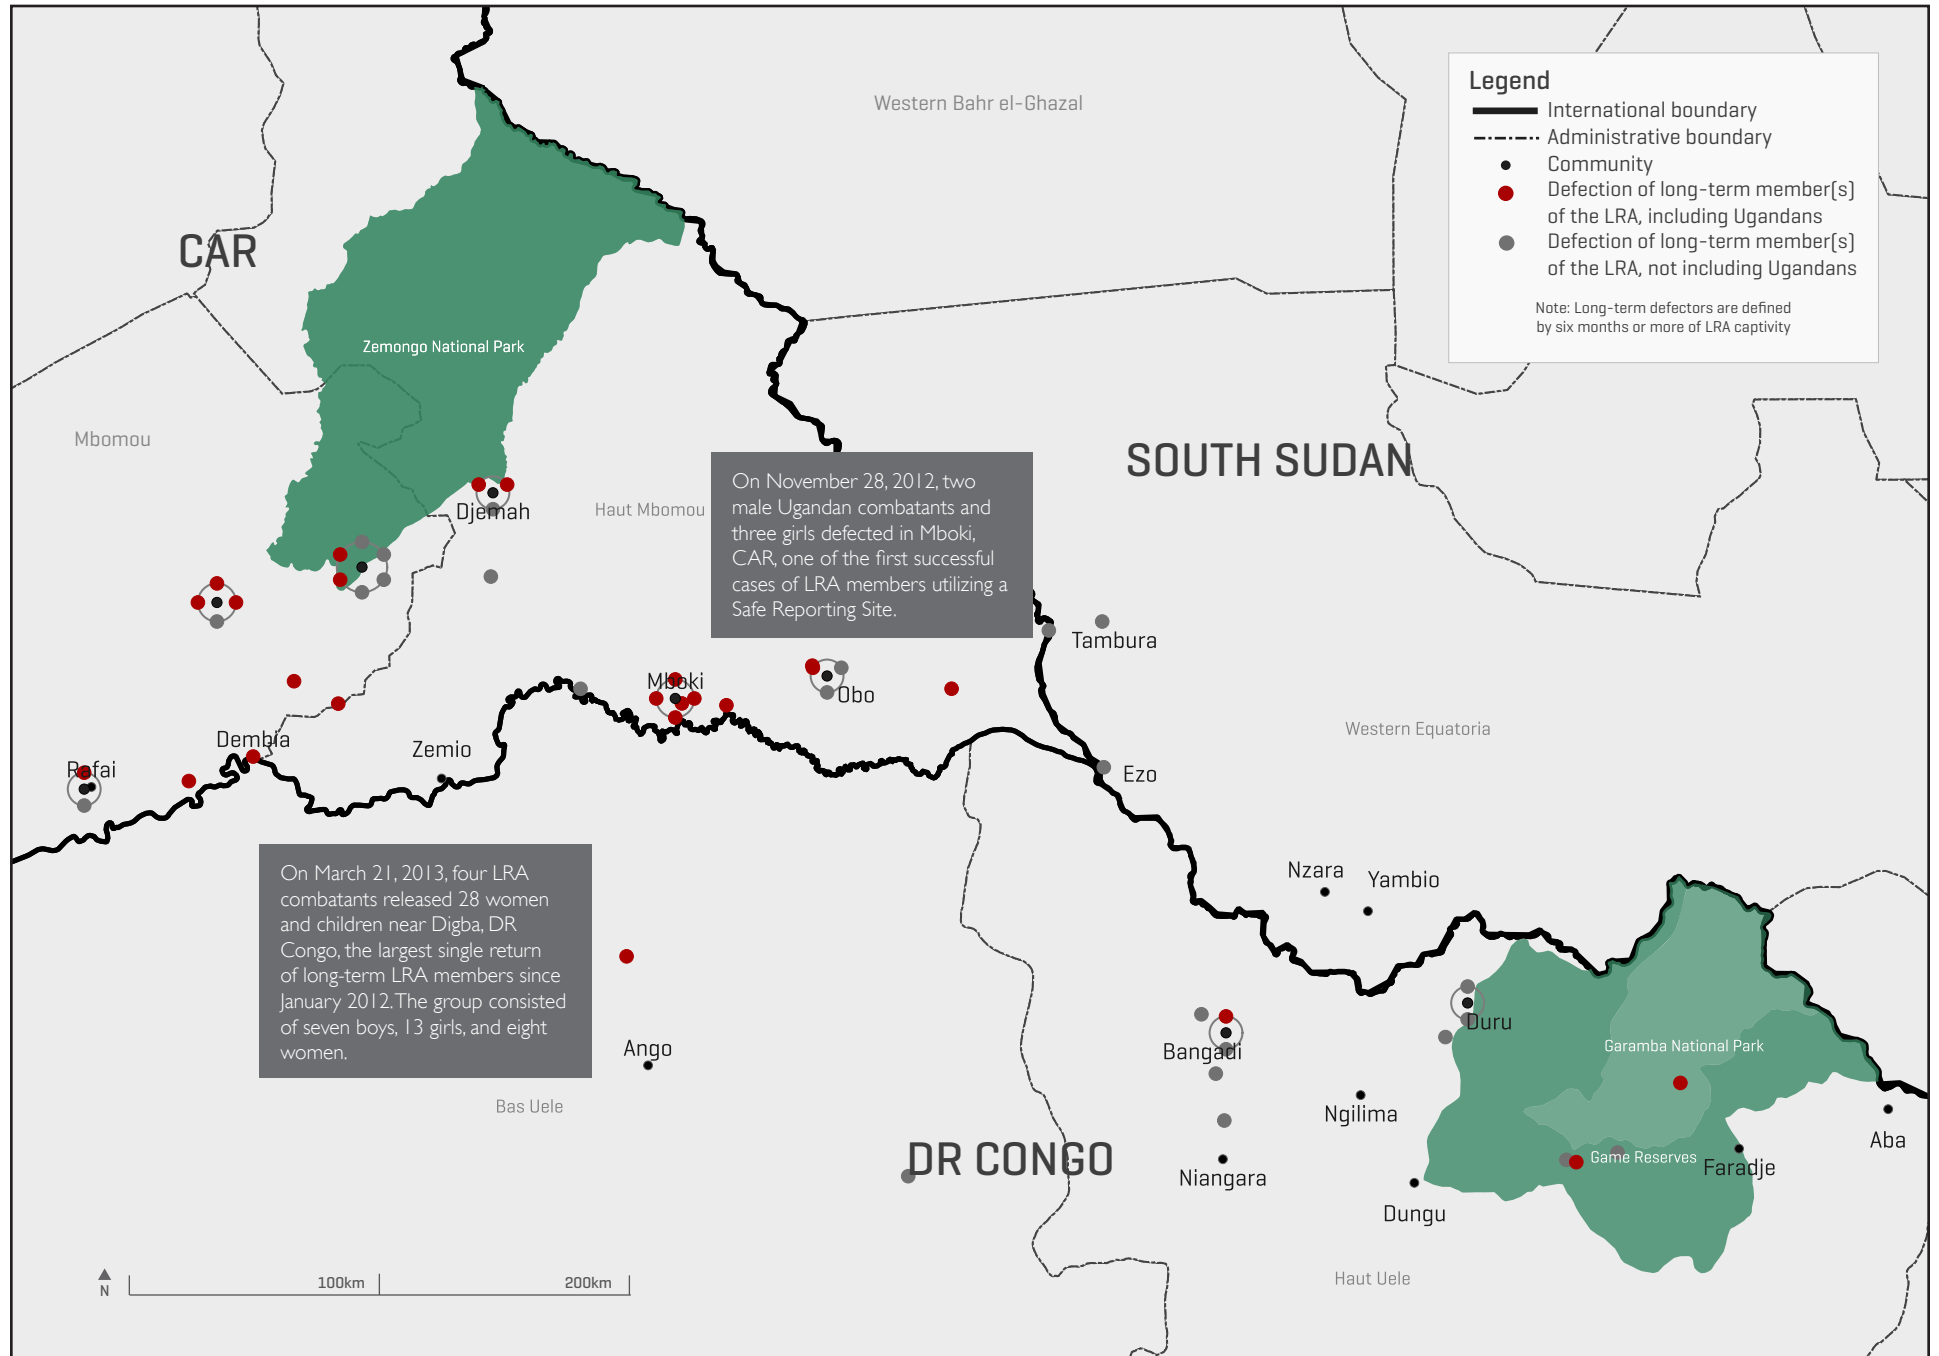 Western Bahr el-Ghazal
Legend
International boundary
Administrative boundary
Community
Defection of long-term member(s)
of the LRA, including Ugandans
Defection of long-term member(s)
of the LRA, not including Ugandans
Note: Long-term defectors are defined
by six months or more of LRA captivity
CAR
Zemongo National Park
Mbomou
SOUTH SUDAN
Djemah
Haut Mbomou
On November 28, 2012, two
male Ugandan combatants and
three girls defected in Mboki,
CAR, one of the first successful
cases of LRA members utilizing a
Safe Reporting Site.
Tambura
Mboki
Obo
Western Equatoria
Dembia
Zemio
Rafai
Ezo
On March 21, 2013, four LRA
combatants released 28 women
and children near Digba, DR
Congo, the largest single return
of long-term LRA members since
January 2012. The group consisted
of seven boys, 13 girls, and eight
women.
Nzara
Yambio
Ango
Bas Uele
Bangadi
Duru
Garamba National Park
Ngilima
Aba
DR CONGO
Game Reserves
Faradje
Niangara
Dungu
Haut Uele
N
100km
200km